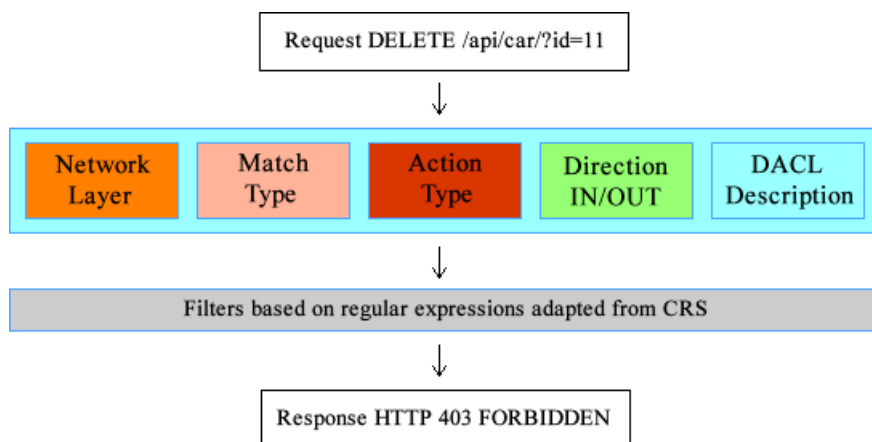 Request DELETE /api/car/?id=11
Network
Layer
Match
Type
Action
Type
Direction
IN/OUT
DACL
Description
Filters based on regular expressions adapted from CRS
Response HTTP 403 FORBIDDEN